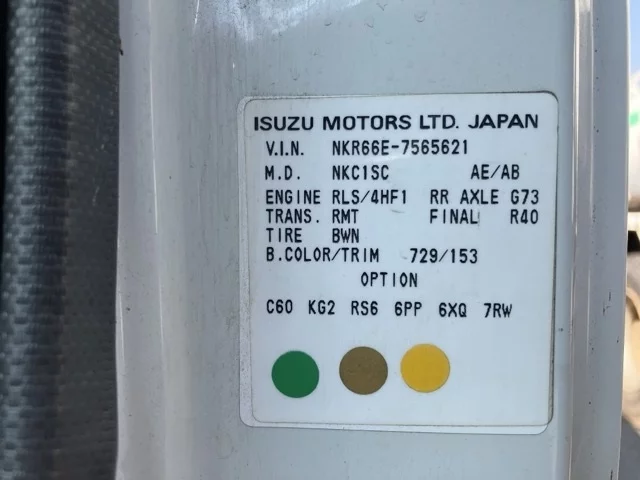 ISUZU MOTORS LTD. JAPAN
V.I.N. NKR66E-7565621
M.D. NKC1SC AE/AB
ENGINE RLS/4HF1 RR AXLE G73
TRANS. RMT FINAL R40
TIRE BWN
B.COLOR/TRIM 729/153
OPTION
C60 KG2 RS6 6PP 6XQ 7RW